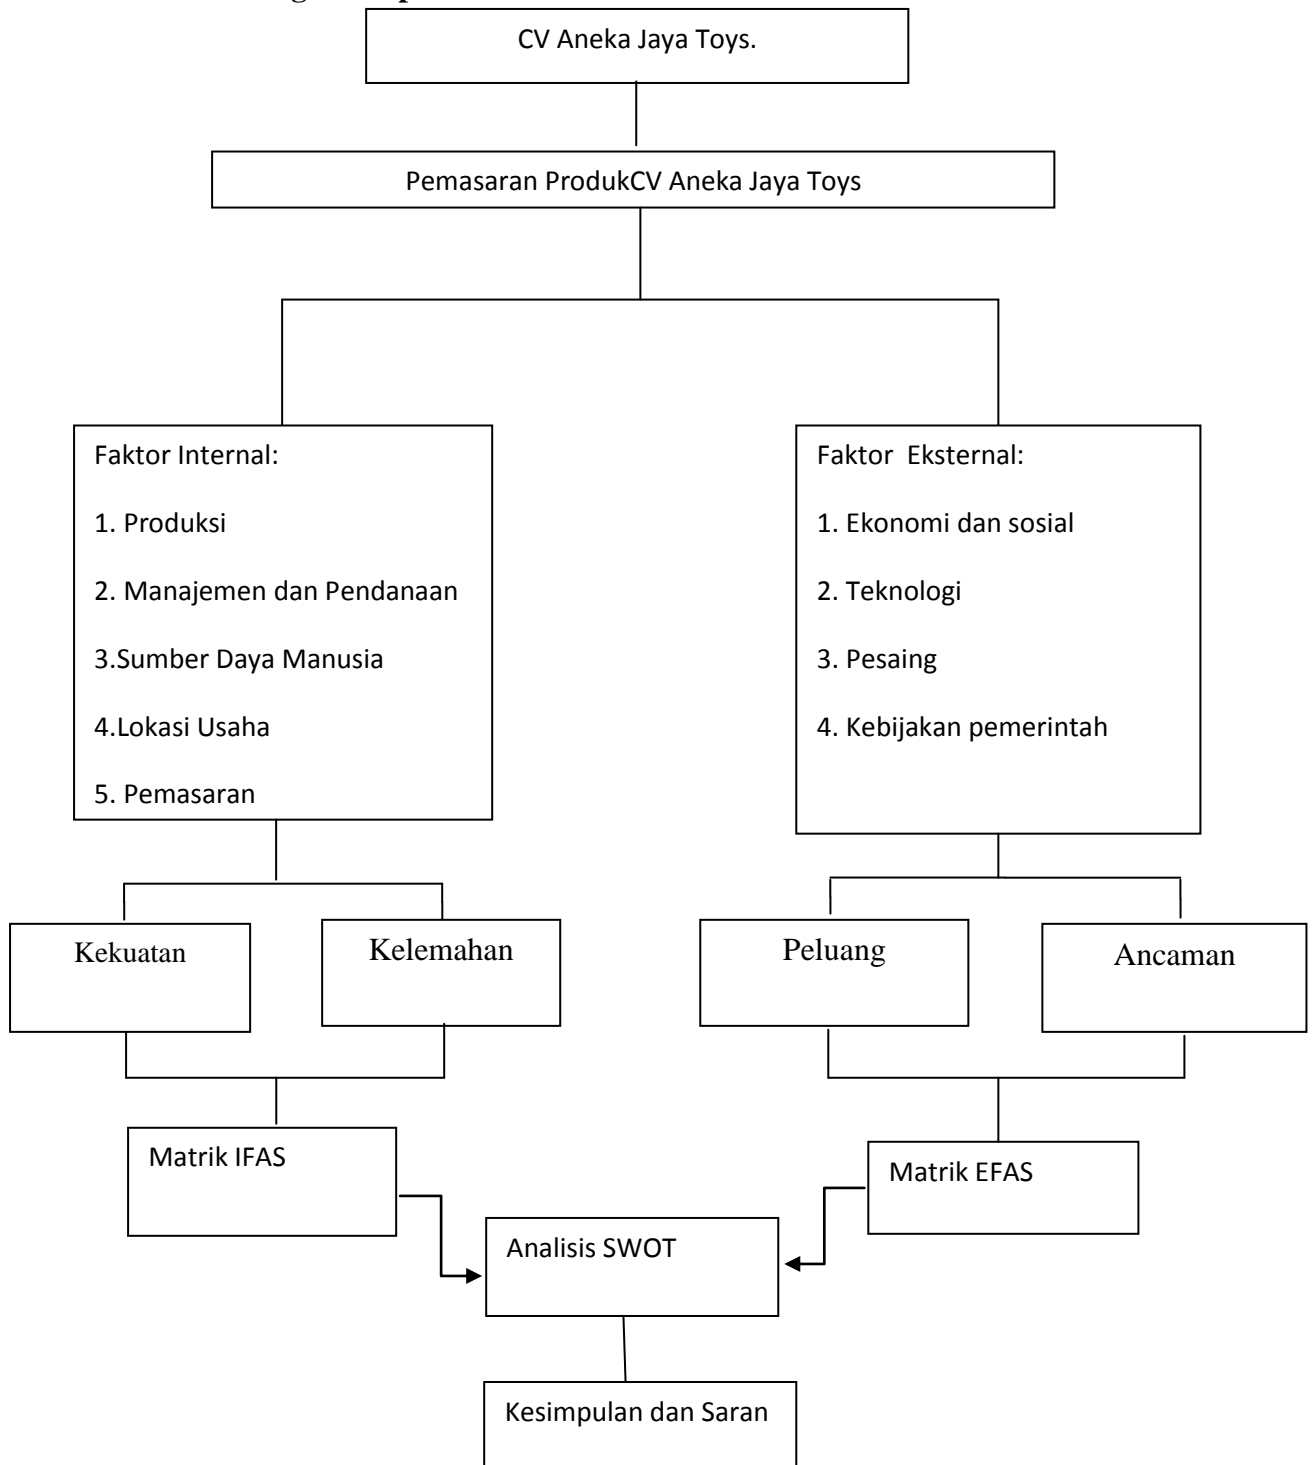 CV Aneka Jaya Toys.
Pemasaran ProdukCV Aneka Jaya Toys
Faktor Internal:
1. Produksi
2. Manajemen dan Pendanaan
3.Sumber Daya Manusia
4.Lokasi Usaha
5. Pemasaran
Faktor  Eksternal:
1. Ekonomi dan sosial
2. Teknologi
3. Pesaing
4. Kebijakan pemerintah
Kekuatan
Kelemahan
Peluang
Ancaman
Matrik IFAS
Matrik EFAS
Analisis SWOT
Kesimpulan dan Saran